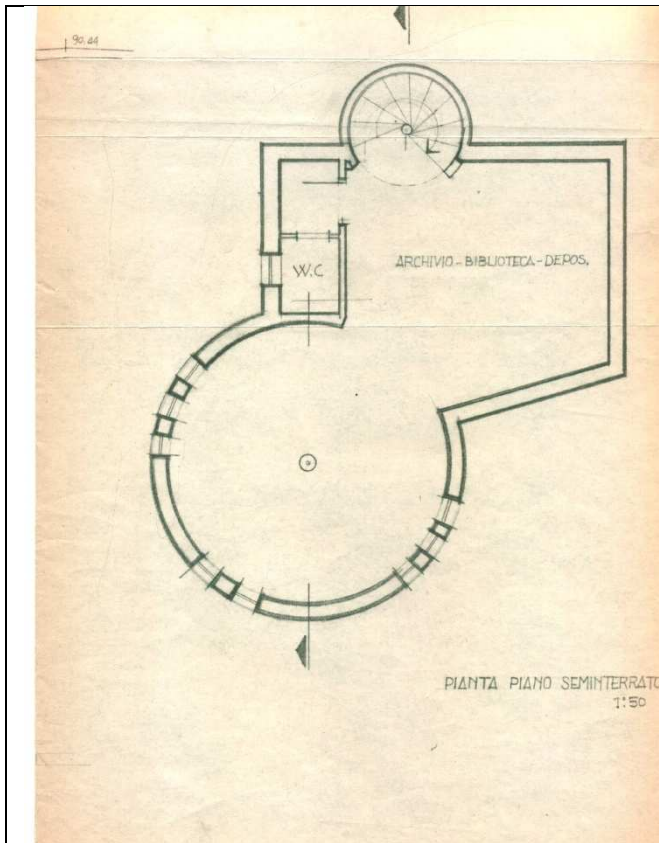 90.44
ARCHIVIO-BIBLIOTECA-DEPOS.
W.C
PIANTA PIANO SEMINTERRATO
1:50